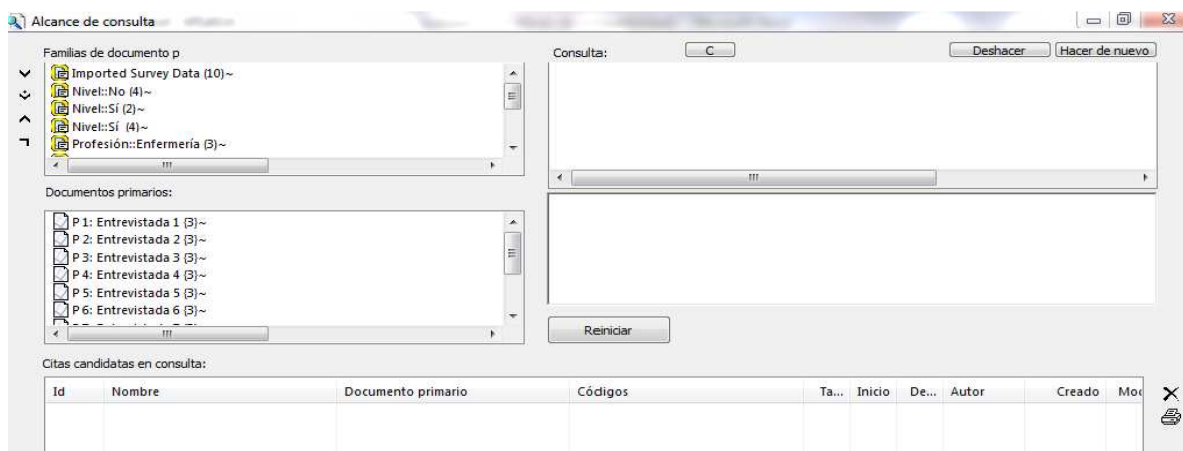 Alcance de consulta
Familias de documento p
Imported Survey Data (10)~
Nivel::No (4)~
Nivel::Sí (2)~
Nivel::Sí  (4)~
Profesión::Enfermería (3)~
Documentos primarios:
P 1: Entrevistada 1 {3}~
P 2: Entrevistada 2 {3}~
P 3: Entrevistada 3 {3}~
P 4: Entrevistada 4 {3}~
P 5: Entrevistada 5 {3}~
P 6: Entrevistada 6 {3}~
Consulta: C Deshacer Hacer de nuevo
Reiniciar
Citas candidatas en consulta:
Id Nombre Documento primario Códigos Ta... Inicio De... Autor Creado Moc